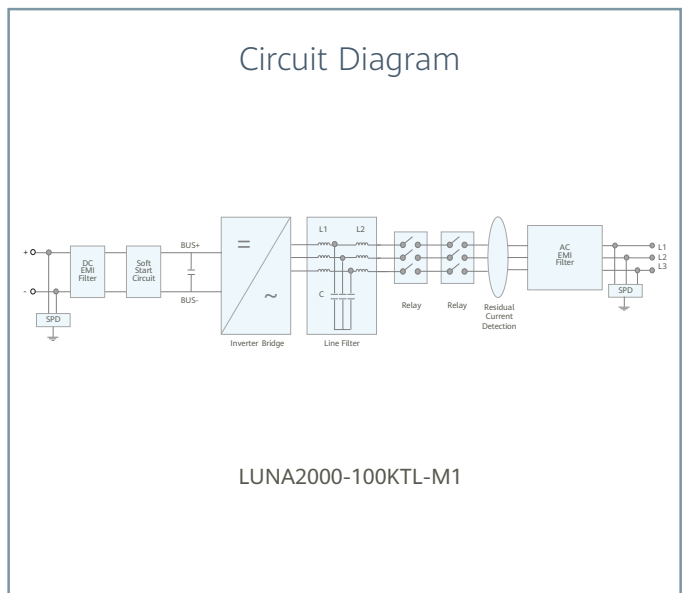 Circuit Diagram
L1
L2
BUS+
+
DC
EMI
Filter
Soft
Start
Circuit
=
~
AC
EMI
Filter
L1
L2
L3
-
BUS-
C
SPD
SPD
Relay
Relay
Residual
Current
Detection
Inverter Bridge
Line Filter
LUNA2000-100KTL-M1